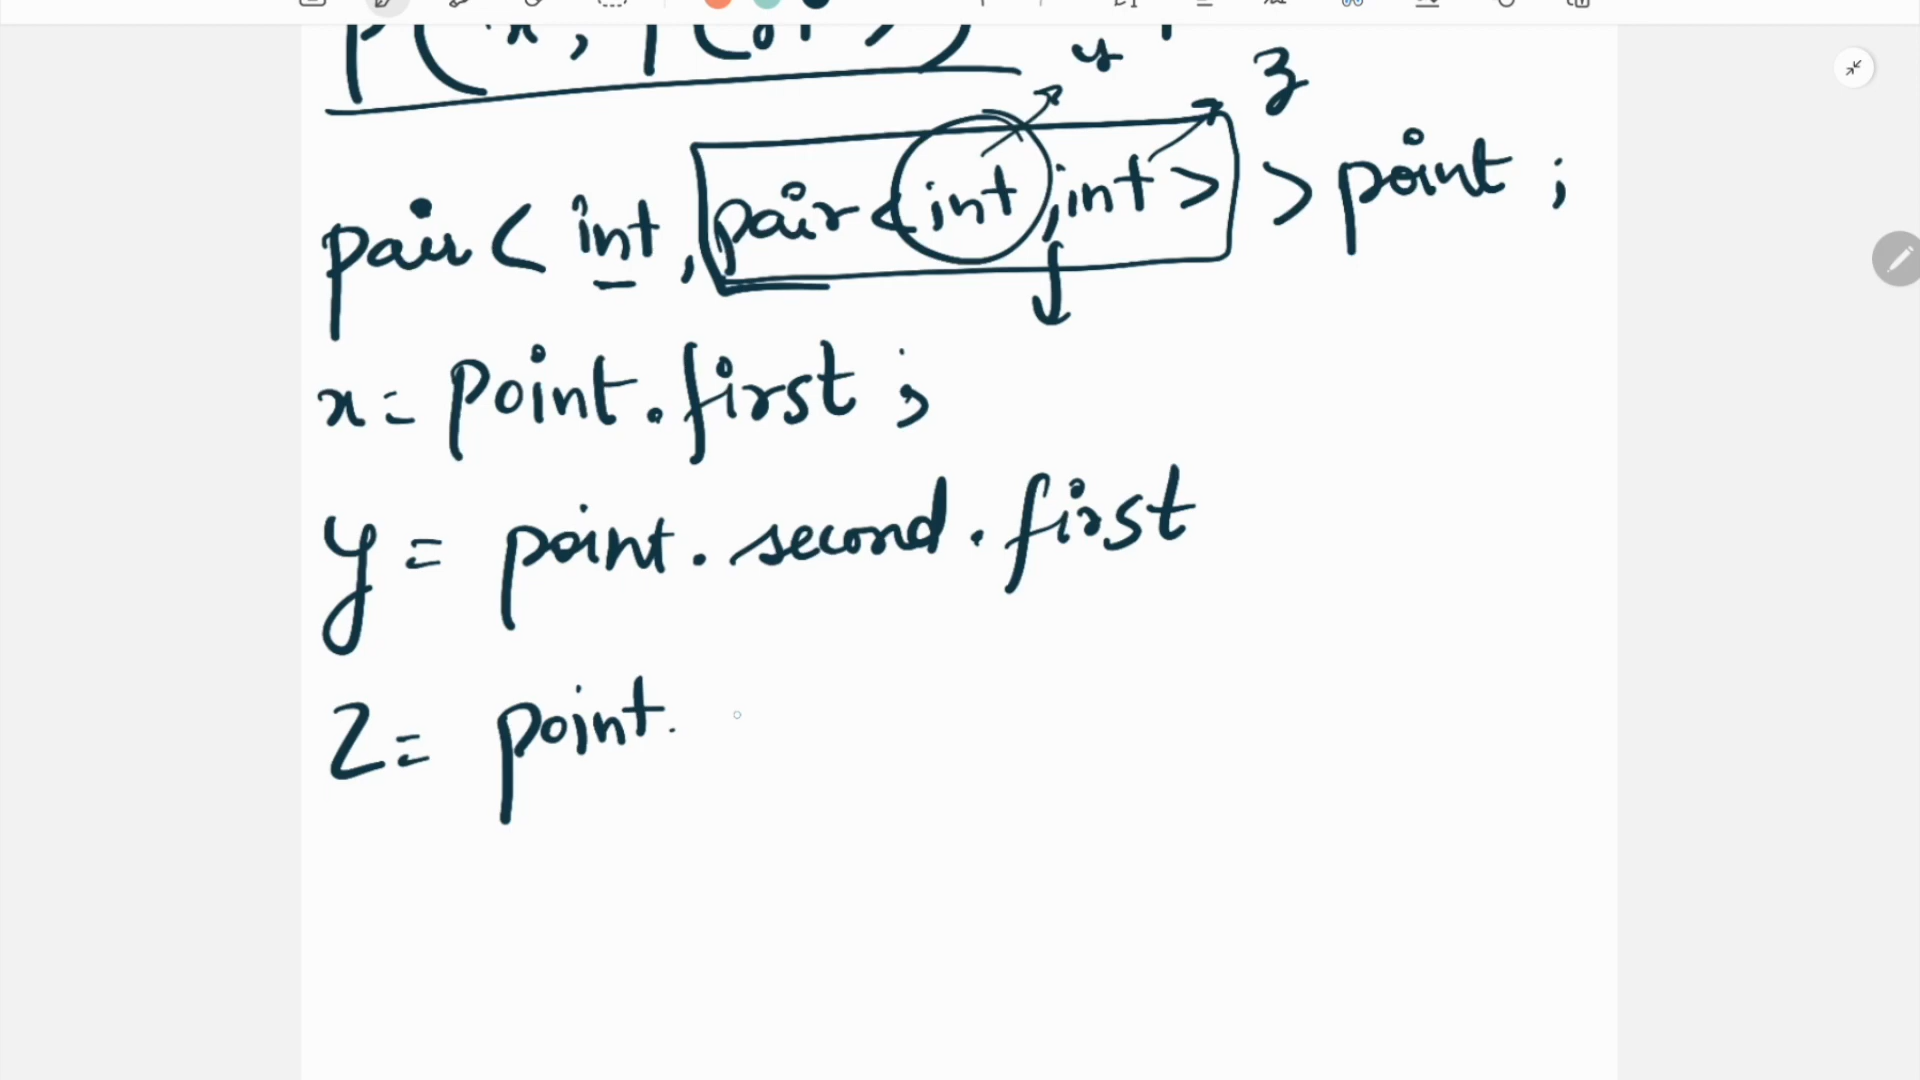 y
z
pair < int, pair < int, int > > point ;
x = point.first ;
y = point.second.first
z = point.